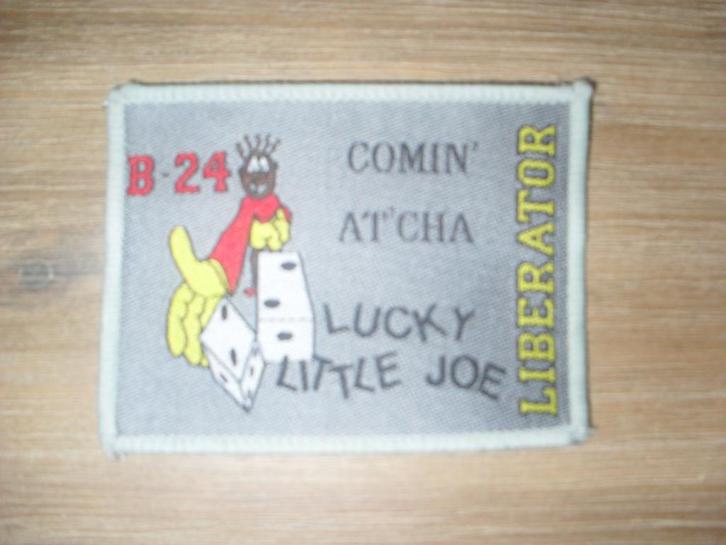 B-24
COMIN'
AT'CHA
LUCKY
LITTLE JOE
LIBERATOR